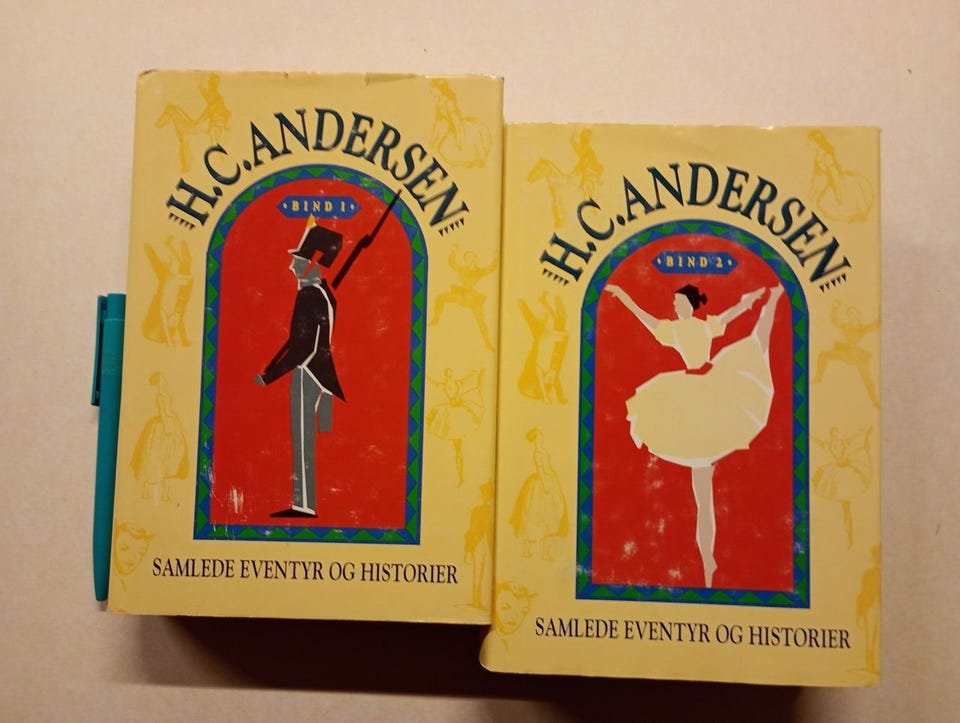 H.C. ANDERSEN
BIND 1
SAMLEDE EVENTYR OG HISTORIER
H.C. ANDERSEN
BIND 2
SAMLEDE EVENTYR OG HISTORIER